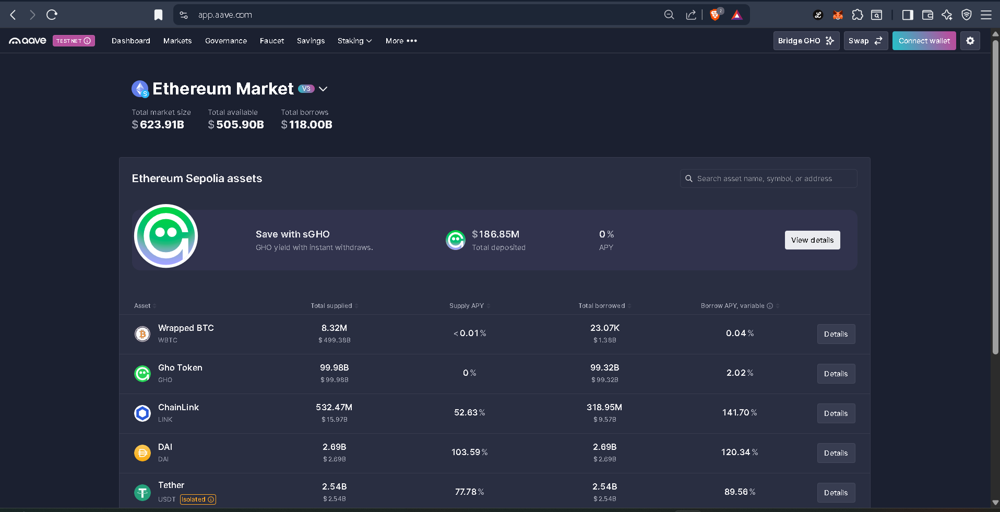 app.aave.com
2
aave TESTNET Dashboard Markets Governance Faucet Savings Staking More Bridge GHO Swap Connect wallet
Ethereum Market V3
Total market size Total available Total borrows
$623.91B $505.90B $118.00B
Ethereum Sepolia assets
Search asset name, symbol, or address
Save with sGHO
GHO yield with instant withdraws.
$186.85M
Total deposited
0%
APY
View details
Asset Total supplied Supply APY Total borrowed Borrow APY, variable
Wrapped BTC 8.32M <0.01% 23.07K 0.04% Details
WBTC $499.38B $1.38B
Gho Token 99.98B 0% 99.32B 2.02% Details
GHO $99.98B $99.32B
ChainLink 532.47M 52.63% 318.95M 141.70% Details
LINK $15.97B $9.57B
DAI 2.69B 103.59% 2.69B 120.34% Details
DAI $2.69B $2.69B
Tether 2.54B 77.78% 2.54B 89.56% Details
USDT Isolated $2.54B $2.54B